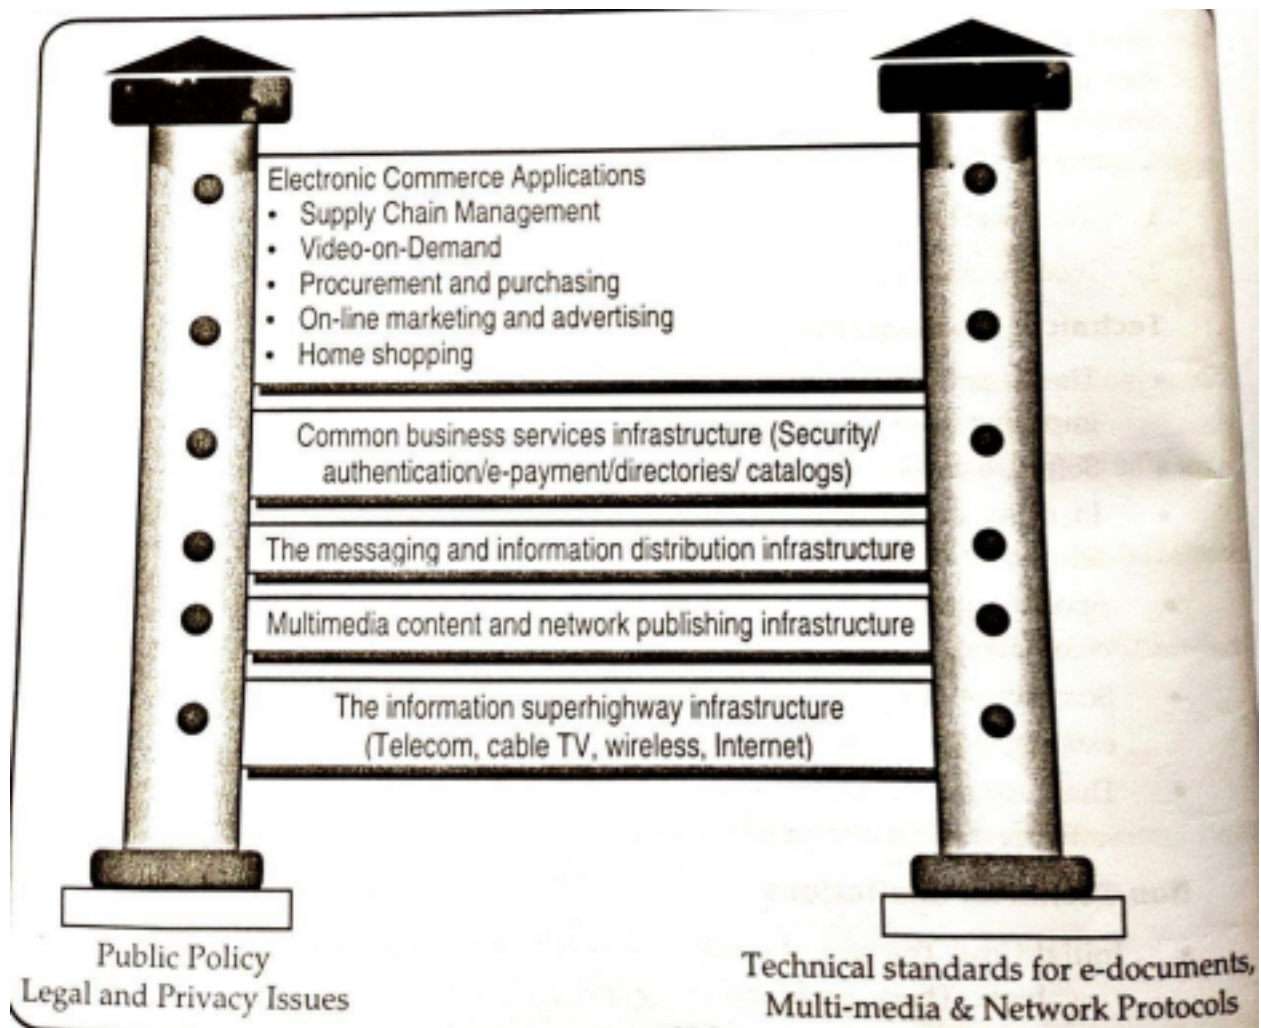 Electronic Commerce Applications
• Supply Chain Management
• Video-on-Demand
• Procurement and purchasing
• On-line marketing and advertising
• Home shopping
Common business services infrastructure (Security/
authentication/e-payment/directories/ catalogs)
The messaging and information distribution infrastructure
Multimedia content and network publishing infrastructure
The information superhighway infrastructure
(Telecom, cable TV, wireless, Internet)
Public Policy
Legal and Privacy Issues
Technical standards for e-documents,
Multi-media & Network Protocols